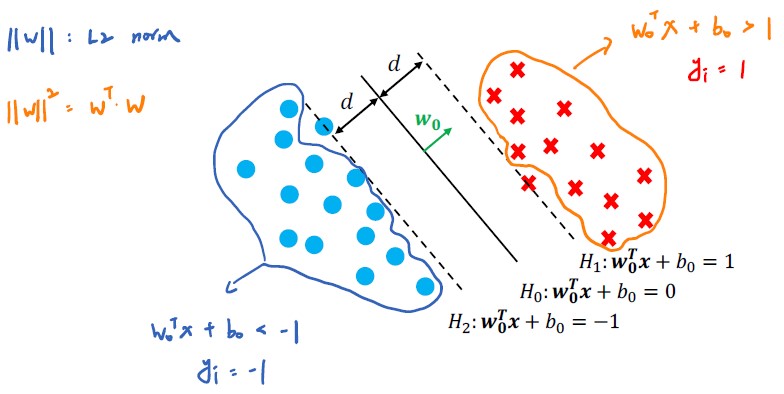 ||w|| : L2 norm
||w||² = wᵀ· w
w₀ᵀx + b₀ > 1
yᵢ = 1
d
d
w₀
H₁: w₀ᵀx + b₀ = 1
H₀: w₀ᵀx + b₀ = 0
H₂: w₀ᵀx + b₀ = −1
w₀ᵀx + b₀ < -1
yᵢ = -1